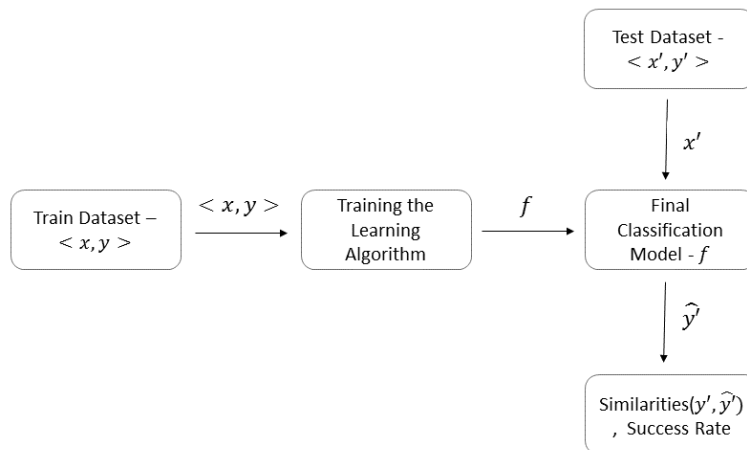 Test Dataset -
< 𝑥′, 𝑦′ >
𝑥′
Train Dataset –
< 𝑥, 𝑦 >
< 𝑥, 𝑦 >
Training the
Learning
Algorithm
𝑓
Final
Classification
Model - 𝑓
𝑦′̂
Similarities(𝑦′, 𝑦′̂)
, Success Rate